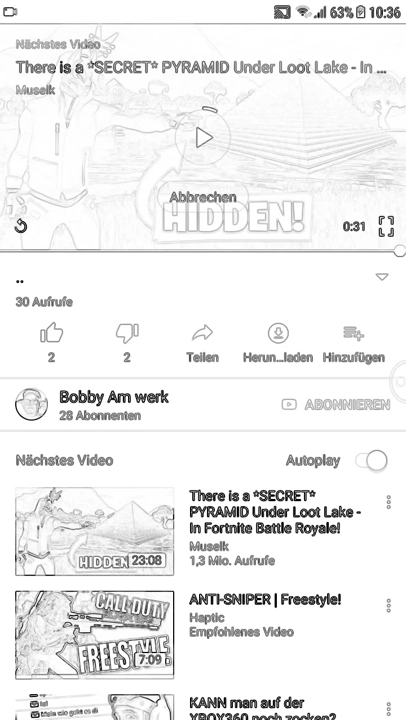 63% 10:36
Nächstes Video
There is a *SECRET* PYRAMID Under Loot Lake - In ...
Muselk
Abbrechen
HIDDEN!
0:31
..
30 Aufrufe
2
2
Teilen
Herun...laden
Hinzufügen
Bobby Am werk
28 Abonnenten
ABONNIEREN
Nächstes Video
Autoplay
HIDDEN
23:08
There is a *SECRET*
PYRAMID Under Loot Lake -
In Fortnite Battle Royale!
Muselk
1,3 Mio. Aufrufe
CALL DUTY
FREESTYLE
7:09
ANTI-SNIPER | Freestyle!
Haptic
Empfohlenes Video
KANN man auf der
XBOX360 noch zocken?